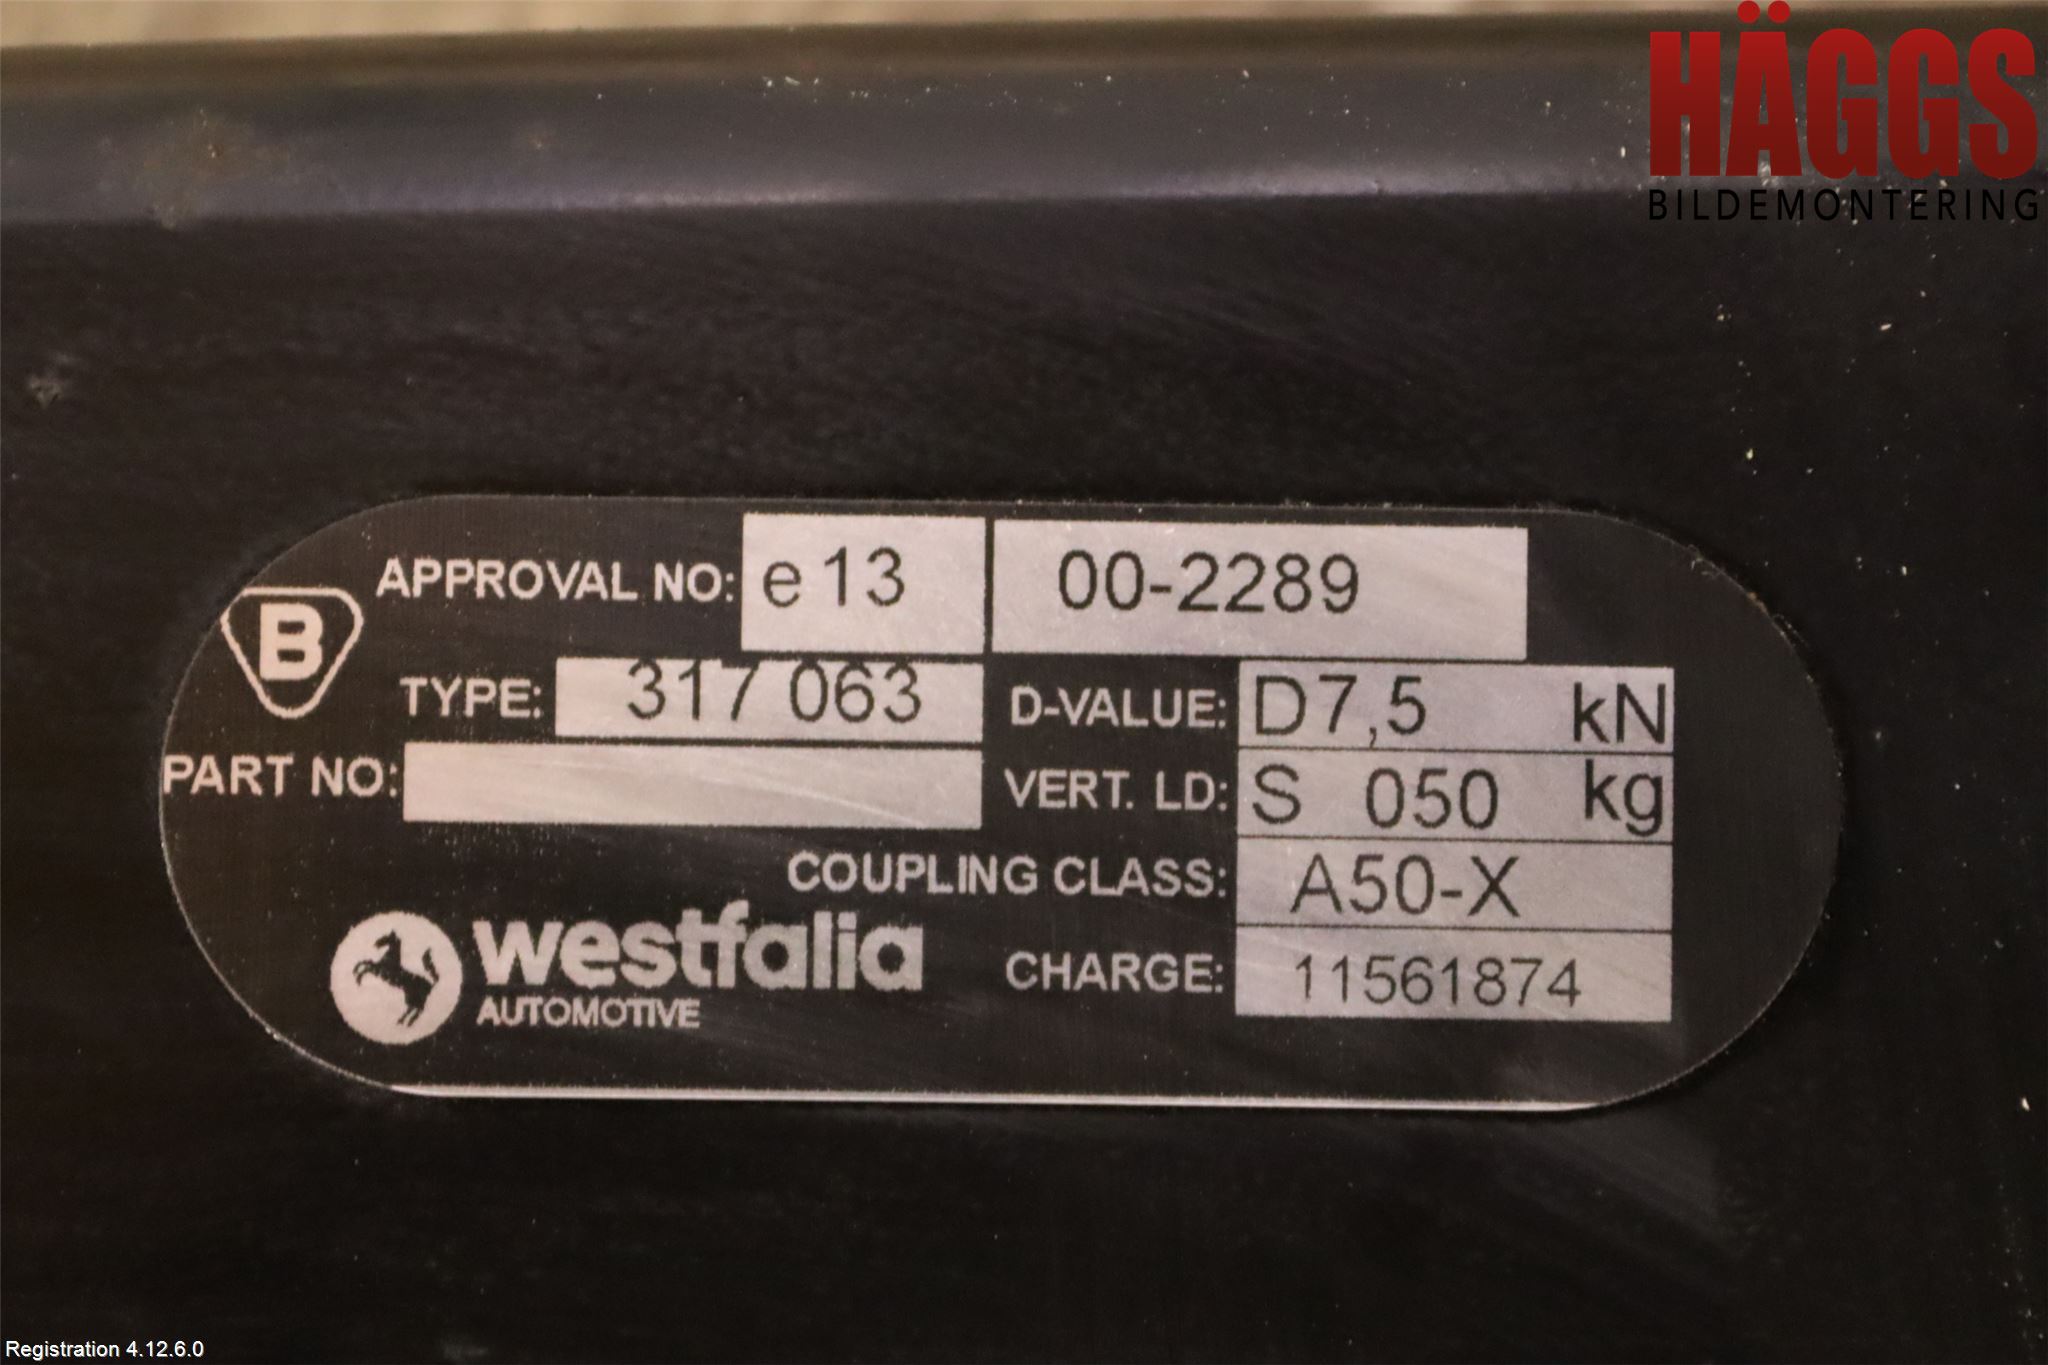 HÄGGS
BILDEMONTERING
APPROVAL NO: e13 00-2289
B
TYPE: 317 063 D-VALUE: D7,5 kN
PART NO: VERT. LD: S 050 kg
COUPLING CLASS: A50-X
westfalia
AUTOMOTIVE
CHARGE: 11561874
Registration 4.12.6.0